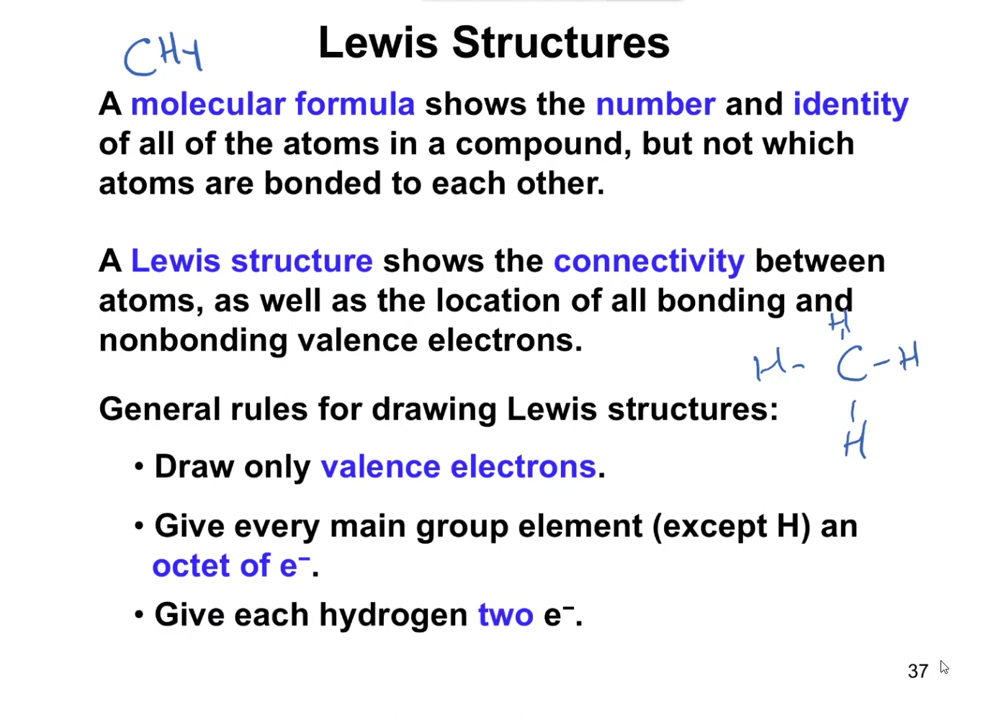 CH4
Lewis Structures
A molecular formula shows the number and identity
of all of the atoms in a compound, but not which
atoms are bonded to each other.
A Lewis structure shows the connectivity between
atoms, as well as the location of all bonding and
nonbonding valence electrons.
H
H - C - H
H
General rules for drawing Lewis structures:
• Draw only valence electrons.
• Give every main group element (except H) an
octet of e⁻.
• Give each hydrogen two e⁻.
37